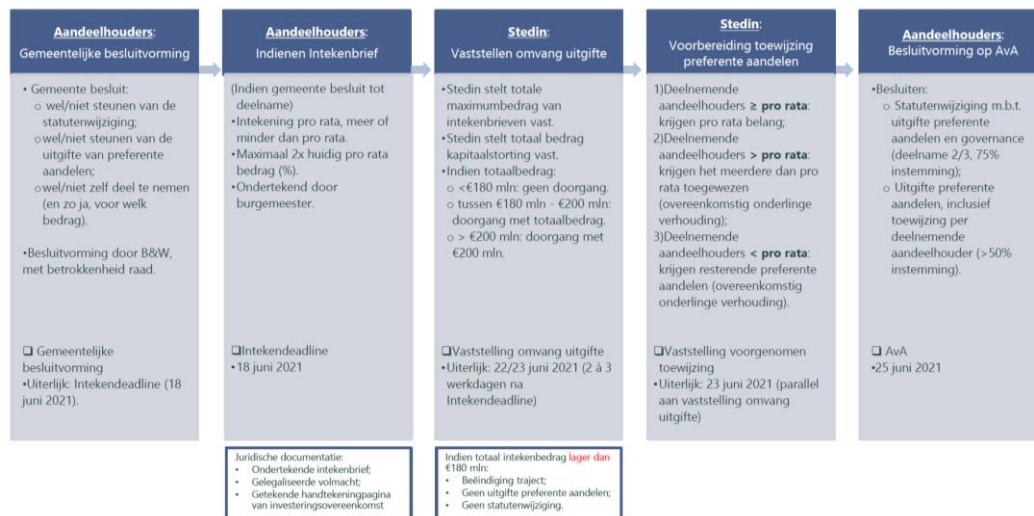 Aandeelhouders:
Gemeentelijke besluitvorming
• Gemeente besluit:
o wel/niet steunen van de
statutenwijziging;
o wel/niet steunen van de
uitgifte van preferente
aandelen;
o wel/niet zelf deel te nemen
(en zo ja, voor welk
bedrag).
•Besluitvorming door B&W,
met betrokkenheid raad.
❑ Gemeentelijke
besluitvorming
•Uiterlijk: Intekendeadline (18
juni 2021).
Aandeelhouders:
Indienen Intekenbrief
(Indien gemeente besluit tot
deelname)
•Intekening pro rata, meer of
minder dan pro rata.
•Maximaal 2x huidig pro rata
bedrag (%).
•Ondertekend door
burgemeester.
❑Intekendeadline
•18 juni 2021
Juridische documentatie:
• Ondertekende intekenbrief;
• Gelegaliseerde volmacht;
• Getekende handtekeningpagina
van investeringsovereenkomst
Stedin:
Vaststellen omvang uitgifte
•Stedin stelt totale
maximumbedrag van
intekenbrieven vast.
•Stedin stelt totaal bedrag
kapitaalstorting vast.
•Indien totaalbedrag:
o <€180 mln: geen doorgang.
o tussen €180 mln - €200 mln:
doorgang met totaalbedrag.
o > €200 mln: doorgang met
€200 mln.
❑Vaststelling omvang uitgifte
•Uiterlijk: 22/23 juni 2021 (2 à 3
werkdagen na
Intekendeadline)
Indien totaal intekenbedrag lager dan
€180 mln:
• Beëindiging traject;
• Geen uitgifte preferente aandelen;
• Geen statutenwijziging.
Stedin:
Voorbereiding toewijzing
preferente aandelen
1)Deelnemende
aandeelhouders ≥ pro rata:
krijgen pro rata belang;
2)Deelnemende
aandeelhouders > pro rata:
krijgen het meerdere dan pro
rata toegewezen
(overeenkomstig onderlinge
verhouding);
3)Deelnemende
aandeelhouders < pro rata:
krijgen resterende preferente
aandelen (overeenkomstig
onderlinge verhouding).
❑Vaststelling voorgenomen
toewijzing
•Uiterlijk: 23 juni 2021 (parallel
aan vaststelling omvang
uitgifte)
Aandeelhouders:
Besluitvorming op AvA
•Besluiten:
o Statutenwijziging m.b.t.
uitgifte preferente
aandelen en governance
(deelname 2/3, 75%
instemming);
o Uitgifte preferente
aandelen, inclusief
toewijzing per
deelnemende
aandeelhouder (>50%
instemming).
❑ AvA
•25 juni 2021